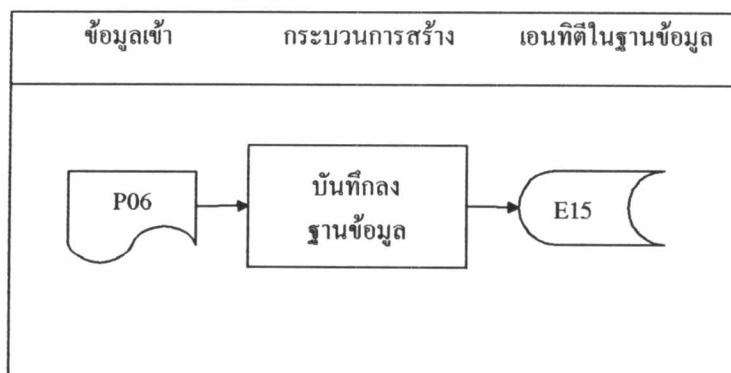 ข้อมูลเข้า กระบวนการสร้าง เอนทิตีในฐานข้อมูล
P06
บันทึกลง
ฐานข้อมูล
E15